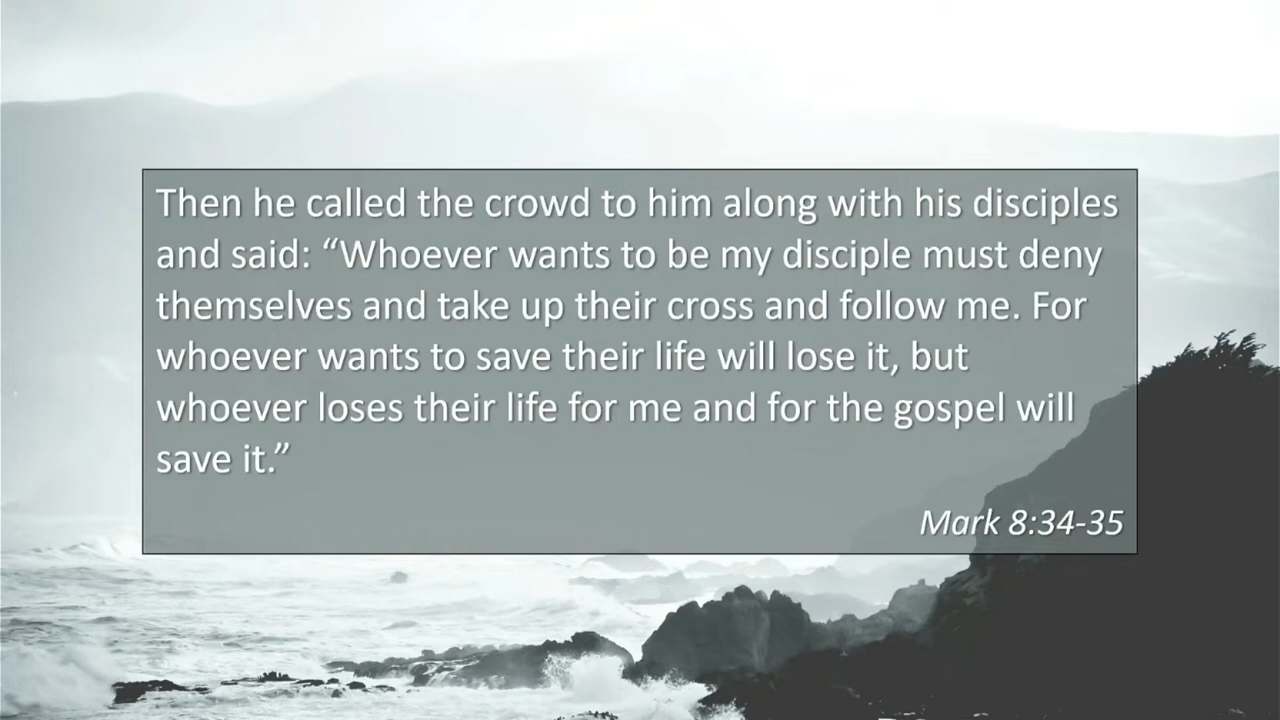 Then he called the crowd to him along with his disciples
and said: “Whoever wants to be my disciple must deny
themselves and take up their cross and follow me. For
whoever wants to save their life will lose it, but
whoever loses their life for me and for the gospel will
save it.”
Mark 8:34-35